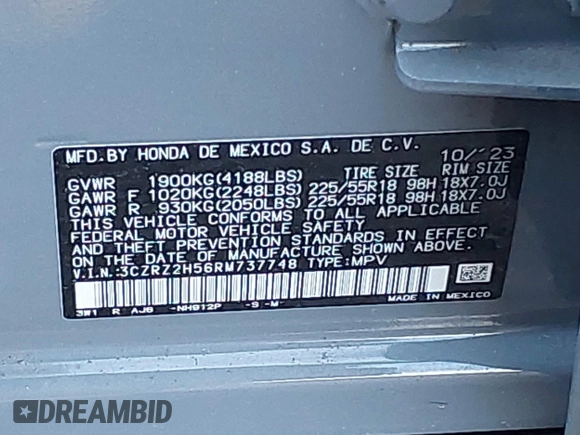 MFD.BY HONDA DE MEXICO S.A. DE C.V. 10/'23
GVWR 1900KG(4188LBS) TIRE SIZE RIM SIZE
GAWR F 1020KG(2248LBS) 225/55R18 98H 18X7.0J
GAWR R 930KG(2050LBS) 225/55R18 98H 18X7.0J
THIS VEHICLE CONFORMS TO ALL APPLICABLE
FEDERAL MOTOR VEHICLE SAFETY
AND THEFT PREVENTION STANDARDS IN EFFECT
ON THE DATE OF MANUFACTURE SHOWN ABOVE.
V.I.N.:3CZRZ2H56RM737748 TYPE:MPV
3W1 R AJ6 -NH912P -S -M-
MADE IN MEXICO
DREAMBID